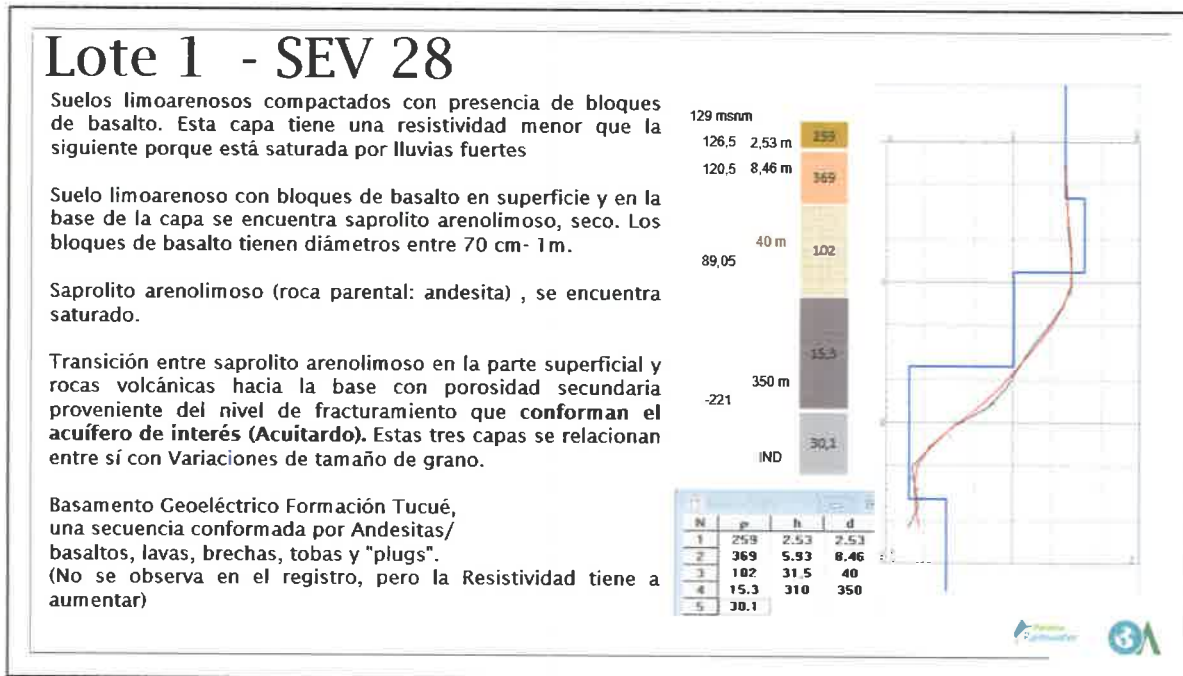 Lote 1 - SEV 28
Suelos limoarenosos compactados con presencia de bloques
de basalto. Esta capa tiene una resistividad menor que la
siguiente porque está saturada por lluvias fuertes
Suelo limoarenoso con bloques de basalto en superficie y en la
base de la capa se encuentra saprolito arenolimoso, seco. Los
bloques de basalto tienen diámetros entre 70 cm- 1m.
Saprolito arenolimoso (roca parental: andesita) , se encuentra
saturado.
Transición entre saprolito arenolimoso en la parte superficial y
rocas volcánicas hacia la base con porosidad secundaria
proveniente del nivel de fracturamiento que conforman el
acuífero de interés (Acuitardo). Estas tres capas se relacionan
entre sí con Variaciones de tamaño de grano.
Basamento Geoeléctrico Formación Tucué,
una secuencia conformada por Andesitas/
basaltos, lavas, brechas, tobas y "plugs".
(No se observa en el registro, pero la Resistividad tiene a
aumentar)
129 msnm
126,5 2,53 m 259
120,5 8,46 m 369
40 m 102
89,05
15,3
350 m
-221
30,1
IND
N ρ h d
1 259 2.53 2.53
2 369 5.93 8.46
3 102 31.5 40
4 15.3 310 350
5 30.1
3A